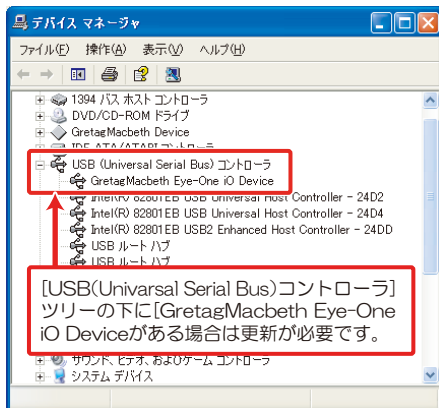 デバイス マネージャ
ファイル(F) 操作(A) 表示(V) ヘルプ(H)
1394 バス ホスト コントローラ
DVD/CD-ROM ドライブ
GretagMacbeth Device
IDE ATA/ATAPI コントローラ
USB (Universal Serial Bus) コントローラ
GretagMacbeth Eye-One iO Device
Intel(R) 82801EB USB Universal Host Controller - 24D2
Intel(R) 82801EB USB Universal Host Controller - 24D4
Intel(R) 82801EB USB2 Enhanced Host Controller - 24DD
USB ルート ハブ
USB ルート ハブ
[USB(Univarsal Serial Bus)コントローラ]
ツリーの下に[GretagMacbeth Eye-One
iO Deviceがある場合は更新が必要です。
サウンド、ビデオ、およびゲーム コントローラ
システム デバイス